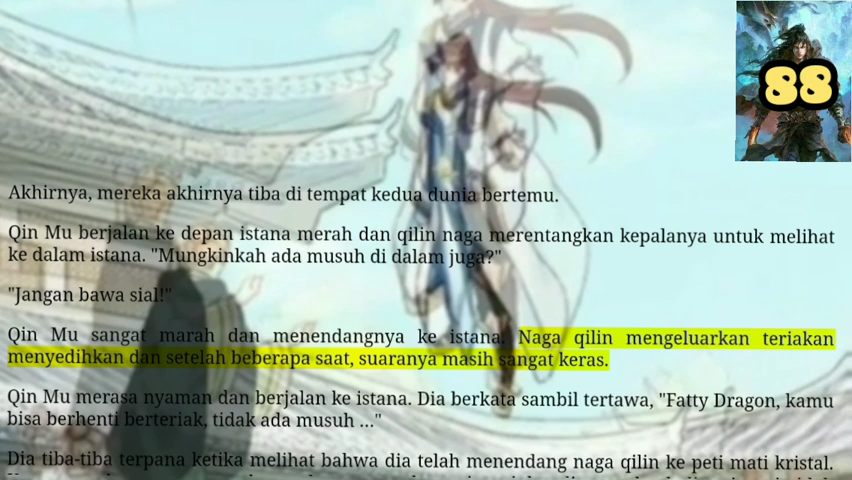 88
Akhirnya, mereka akhirnya tiba di tempat kedua dunia bertemu.
Qin Mu berjalan ke depan istana merah dan qilin naga merentangkan kepalanya untuk melihat
ke dalam istana. "Mungkinkah ada musuh di dalam juga?"
"Jangan bawa sial!"
Qin Mu sangat marah dan menendangnya ke istana. Naga qilin mengeluarkan teriakan
menyedihkan dan setelah beberapa saat, suaranya masih sangat keras.
Qin Mu merasa nyaman dan berjalan ke istana. Dia berkata sambil tertawa, "Fatty Dragon, kamu
bisa berhenti berteriak, tidak ada musuh ..."
Dia tiba-tiba terpana ketika melihat bahwa dia telah menendang naga qilin ke peti mati kristal.